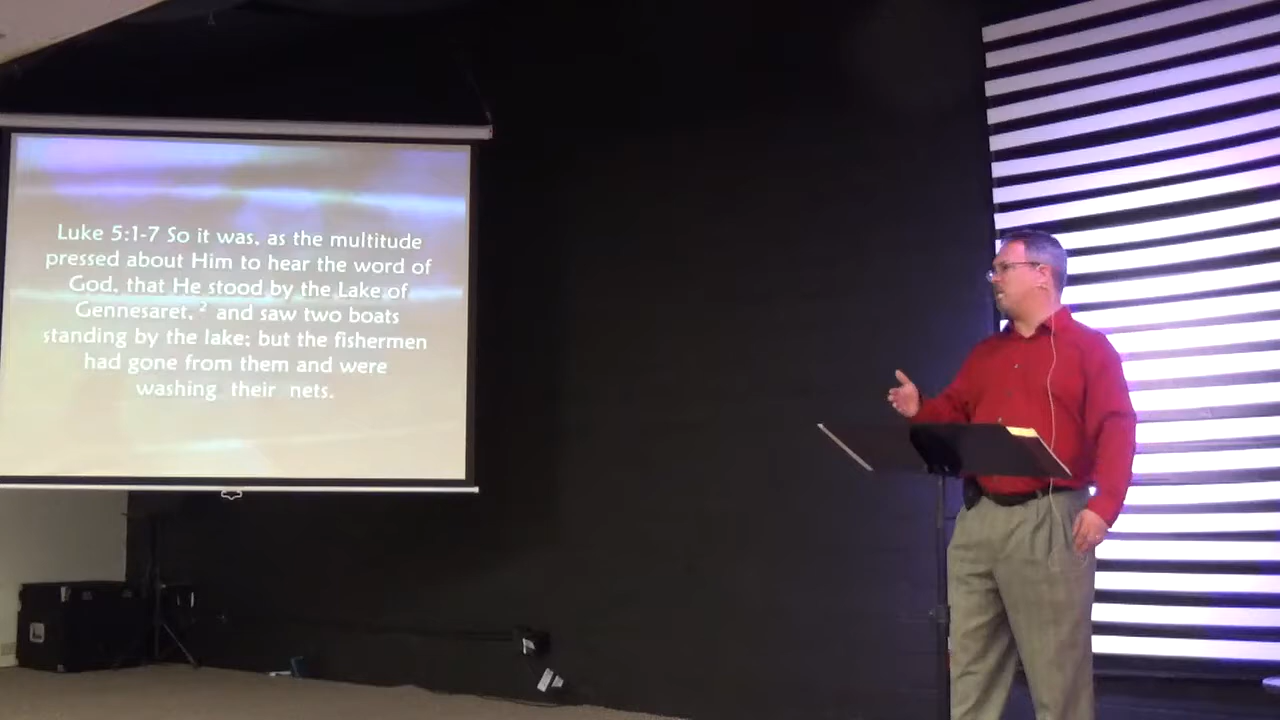 Luke 5:1-7 So it was, as the multitude
pressed about Him to hear the word of
God, that He stood by the Lake of
Gennesaret, ² and saw two boats
standing by the lake; but the fishermen
had gone from them and were
washing their nets.